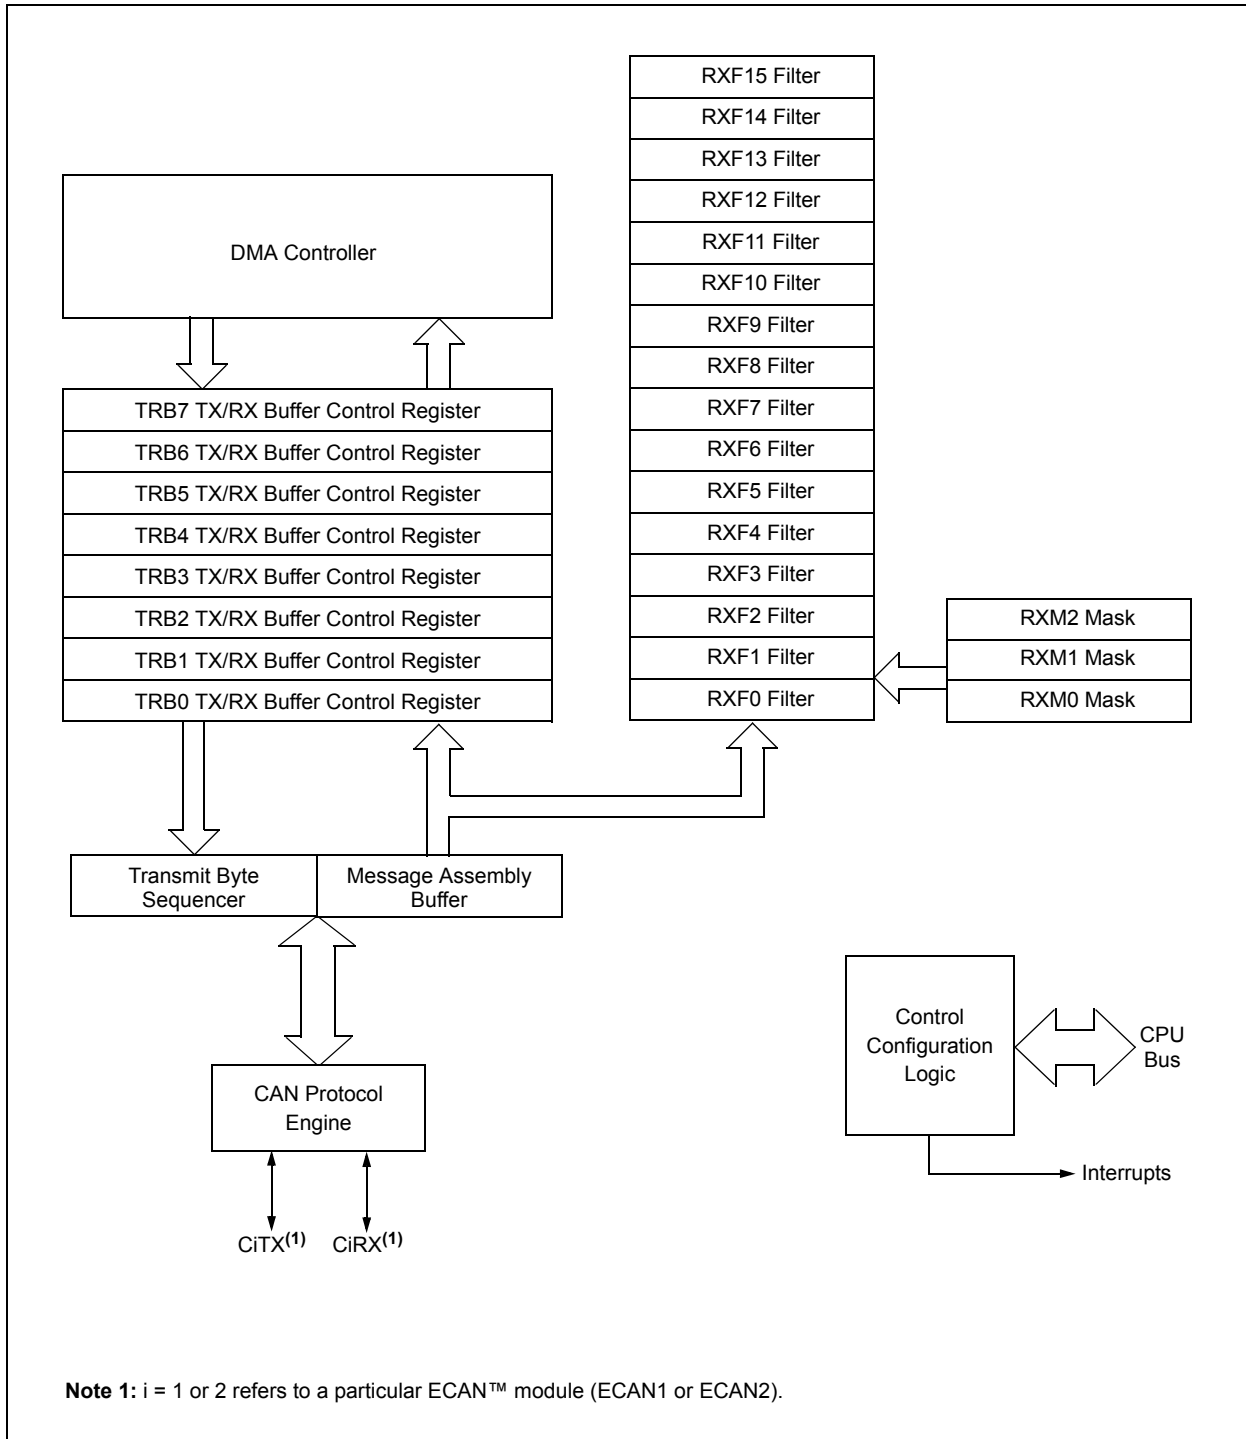 RXF15 Filter
RXF14 Filter
RXF13 Filter
RXF12 Filter
RXF11 Filter
RXF10 Filter
RXF9 Filter
RXF8 Filter
RXF7 Filter
RXF6 Filter
RXF5 Filter
RXF4 Filter
RXF3 Filter
RXF2 Filter
RXF1 Filter
RXF0 Filter
DMA Controller
TRB7 TX/RX Buffer Control Register
TRB6 TX/RX Buffer Control Register
TRB5 TX/RX Buffer Control Register
TRB4 TX/RX Buffer Control Register
TRB3 TX/RX Buffer Control Register
TRB2 TX/RX Buffer Control Register
TRB1 TX/RX Buffer Control Register
TRB0 TX/RX Buffer Control Register
RXM2 Mask
RXM1 Mask
RXM0 Mask
Transmit Byte
Sequencer
Message Assembly
Buffer
CAN Protocol
Engine
CiTX(1)
CiRX(1)
Control
Configuration
Logic
CPU
Bus
Interrupts
Note 1: i = 1 or 2 refers to a particular ECAN™ module (ECAN1 or ECAN2).